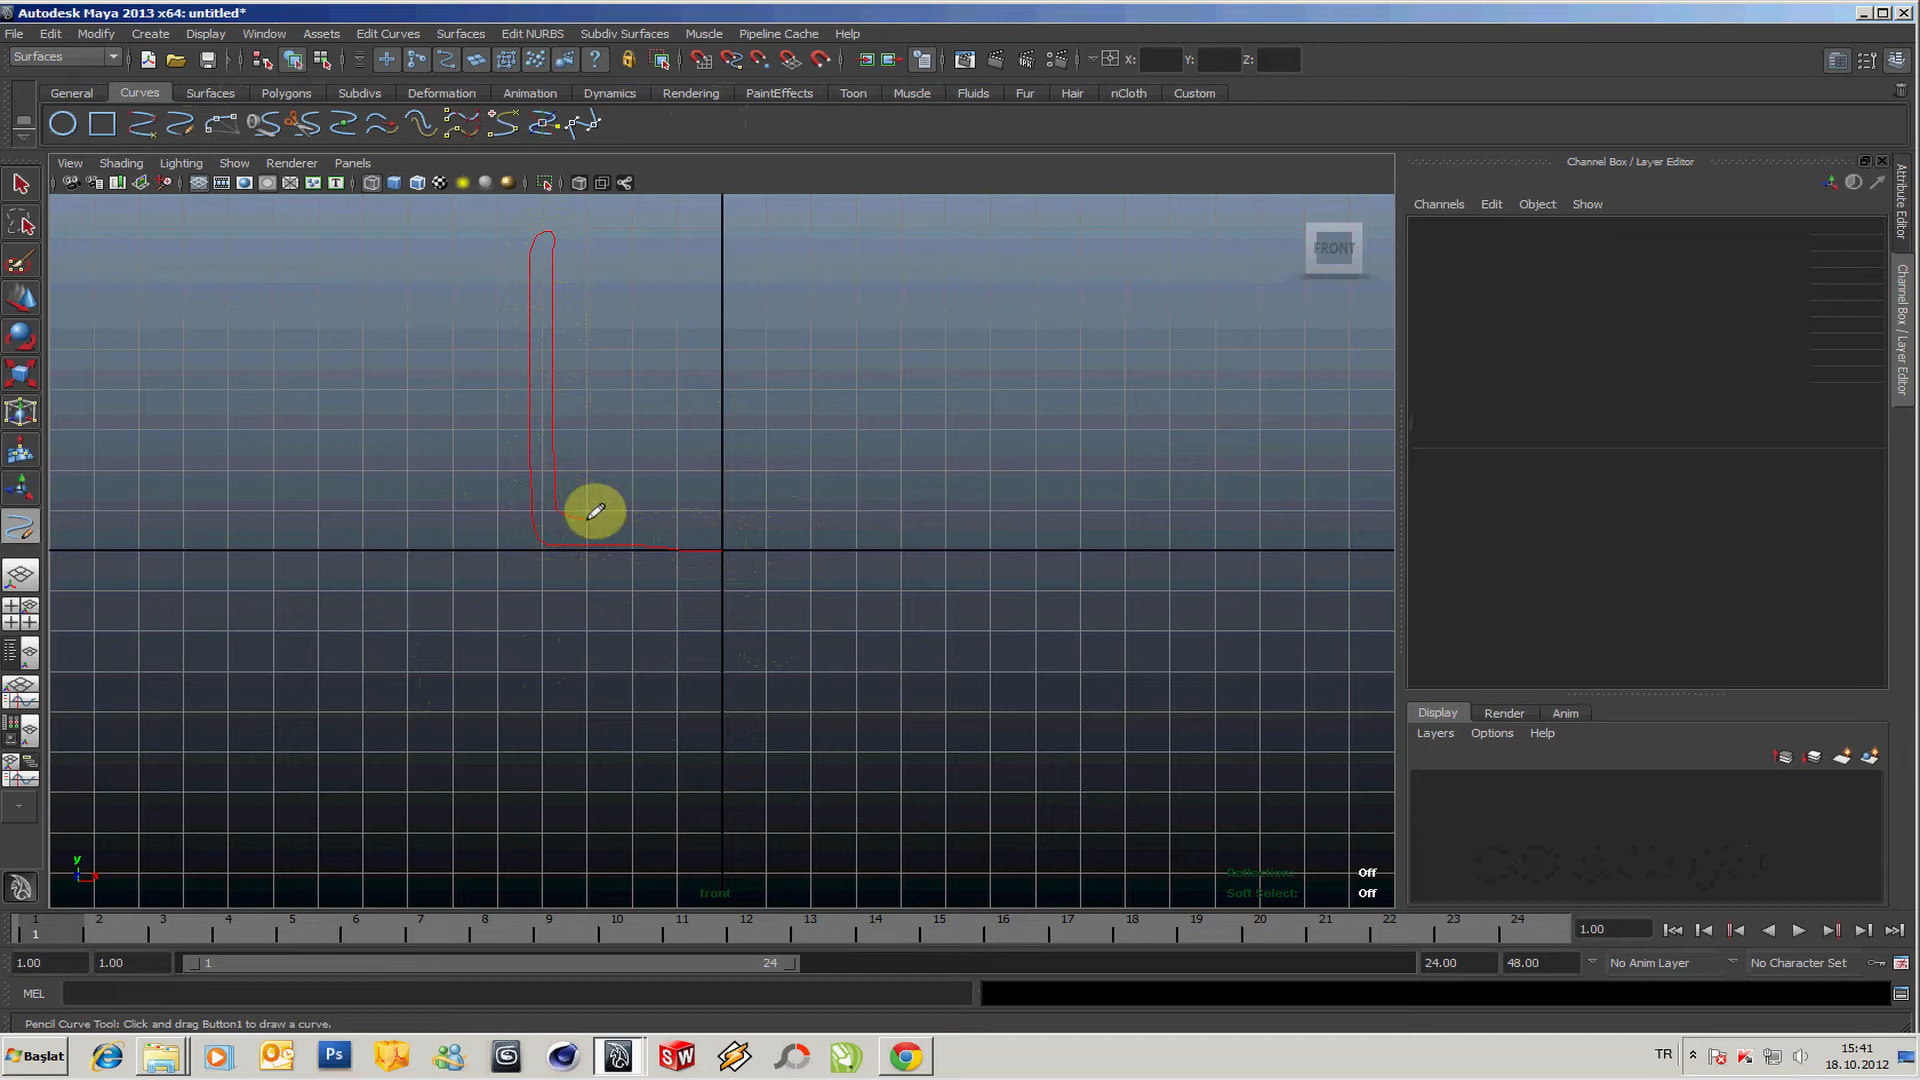 Autodesk Maya 2013 x64: untitled*
File Edit Modify Create Display Window Assets Edit Curves Surfaces Edit NURBS Subdiv Surfaces Muscle Pipeline Cache Help
Surfaces X: Y: Z:
General Curves Surfaces Polygons Subdivs Deformation Animation Dynamics Rendering PaintEffects Toon Muscle Fluids Fur Hair nCloth Custom
View Shading Lighting Show Renderer Panels
Channel Box / Layer Editor
Channels Edit Object Show
Attribute Editor
Channel Box / Layer Editor
FRONT
Display Render Anim
Layers Options Help
y
front
Reflection: Off
Soft Select: Off
1 2 3 4 5 6 7 8 9 10 11 12 13 14 15 16 17 18 19 20 21 22 23 24
1 1.00
1.00 1.00 1 24 24.00 48.00 No Anim Layer No Character Set
MEL
Pencil Curve Tool: Click and drag Button1 to draw a curve.
Başlat Ps SW TR 15:41
18.10.2012